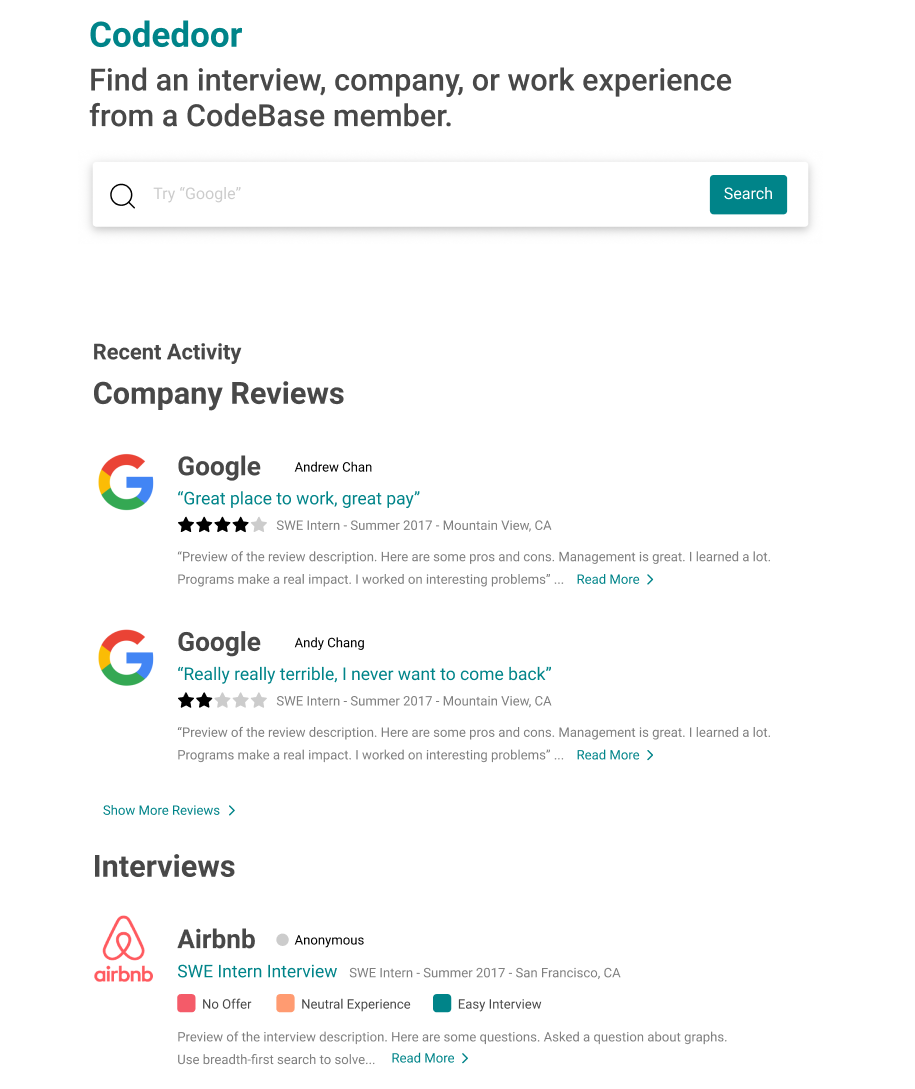 Codedoor
Find an interview, company, or work experience
from a CodeBase member.
Try “Google”
Search
Recent Activity
Company Reviews
Google Andrew Chan
“Great place to work, great pay”
SWE Intern - Summer 2017 - Mountain View, CA
“Preview of the review description. Here are some pros and cons. Management is great. I learned a lot.
Programs make a real impact. I worked on interesting problems” ... Read More
Google Andy Chang
“Really really terrible, I never want to come back”
SWE Intern - Summer 2017 - Mountain View, CA
“Preview of the review description. Here are some pros and cons. Management is great. I learned a lot.
Programs make a real impact. I worked on interesting problems” ... Read More
Show More Reviews
Interviews
airbnb
Airbnb Anonymous
SWE Intern Interview SWE Intern - Summer 2017 - San Francisco, CA
No Offer Neutral Experience Easy Interview
Preview of the interview description. Here are some questions. Asked a question about graphs.
Use breadth-first search to solve... Read More